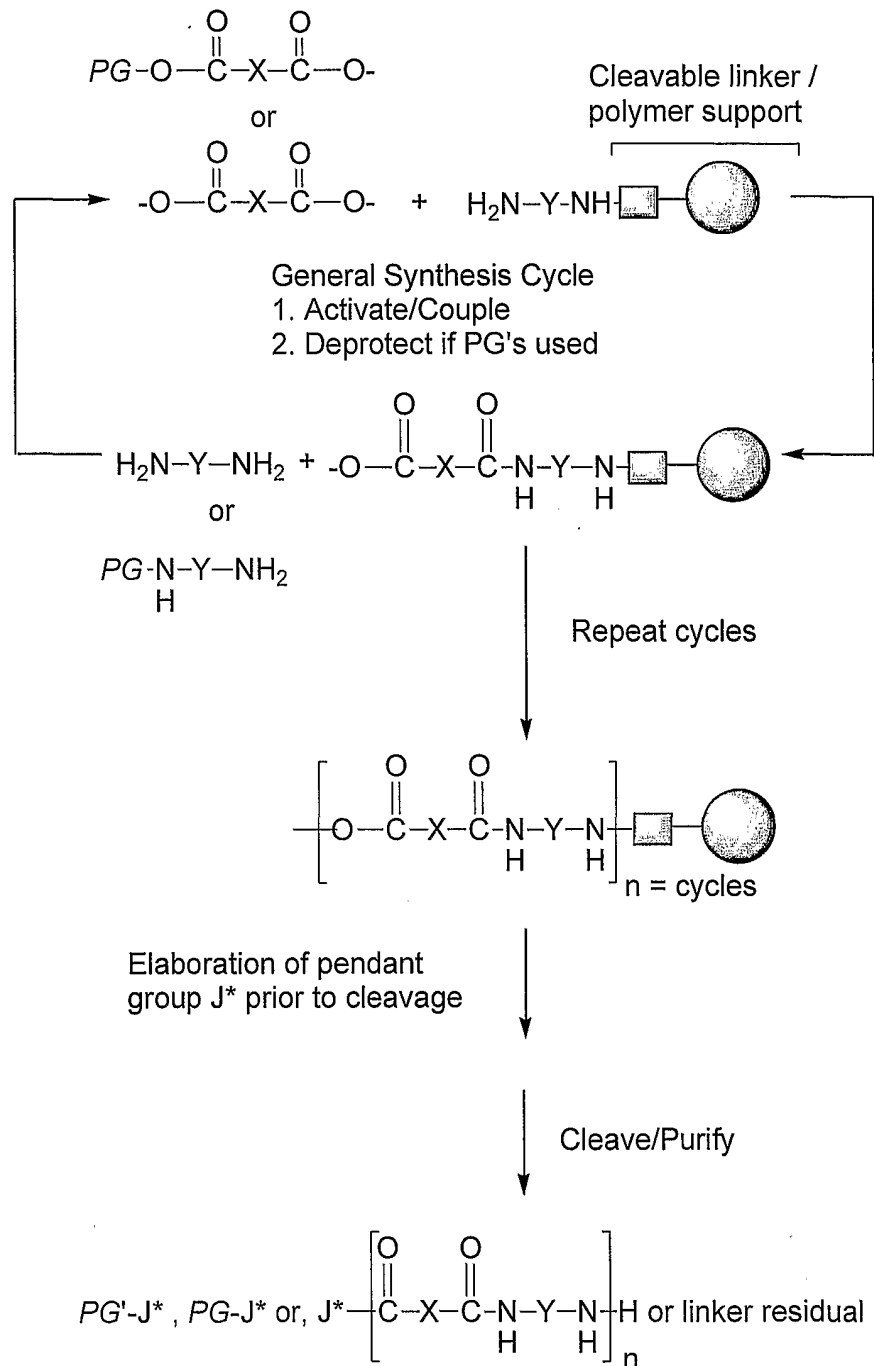 O O
PG-O-C-X-C-O-
or
Cleavable linker /
polymer support
O O
-O-C-X-C-O- + H₂N-Y-NH
General Synthesis Cycle
1. Activate/Couple
2. Deprotect if PG's used
O O
H₂N-Y-NH₂ + -O-C-X-C-N-Y-N
H H
or
PG-N-Y-NH₂
H
Repeat cycles
O O
O-C-X-C-N-Y-N
H H
n = cycles
Elaboration of pendant
group J* prior to cleavage
Cleave/Purify
O O
PG'-J* , PG-J* or, J*-C-X-C-N-Y-N-H or linker residual
H H
n